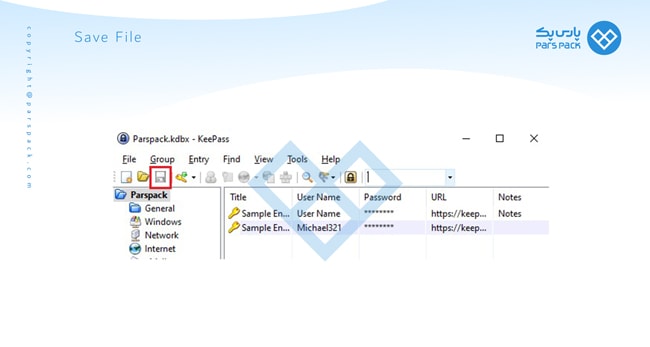 Save File
پارس پک
PARS PACK
copyright@parspack.com
Parspack.kdbx - KeePass
File Group Entry Find View Tools Help
Parspack
General
Windows
Network
Internet
Title User Name Password URL Notes
Sample En... User Name ******** https://keep... Notes
Sample En... Michael321 ******** https://keep...